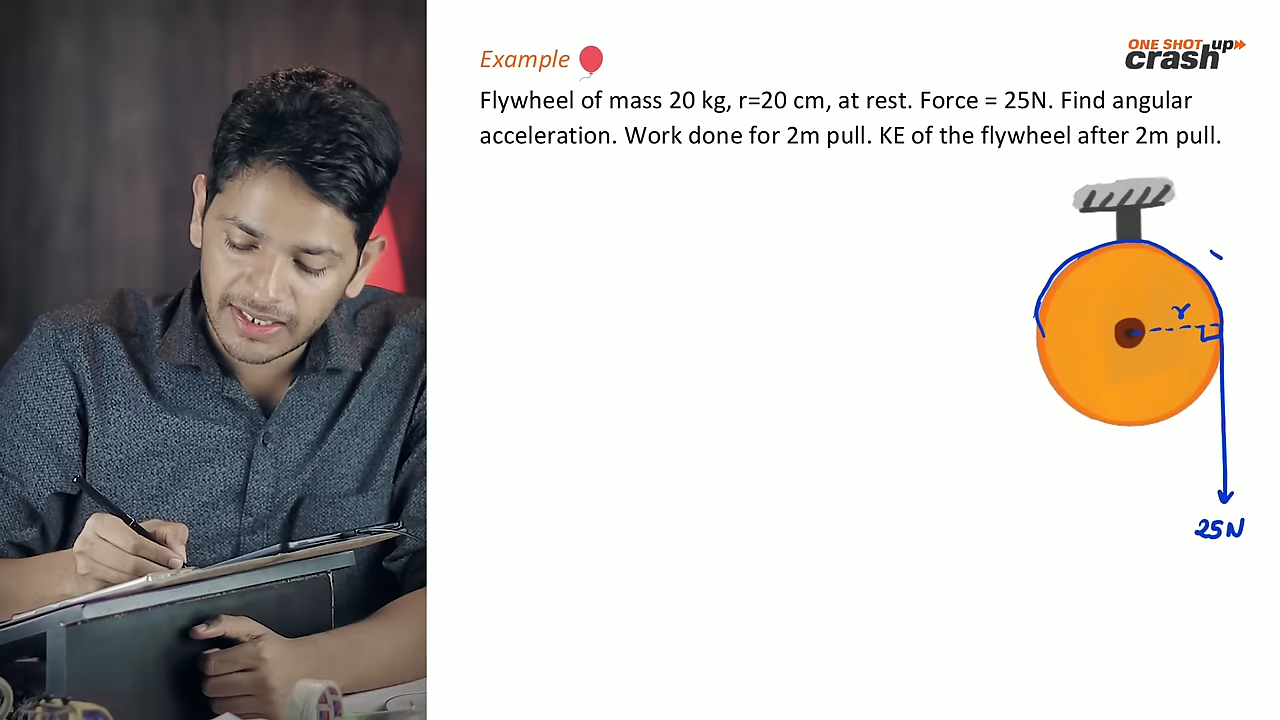 Example
ONE SHOT up
crash
Flywheel of mass 20 kg, r=20 cm, at rest. Force = 25N. Find angular
acceleration. Work done for 2m pull. KE of the flywheel after 2m pull.
r
25N